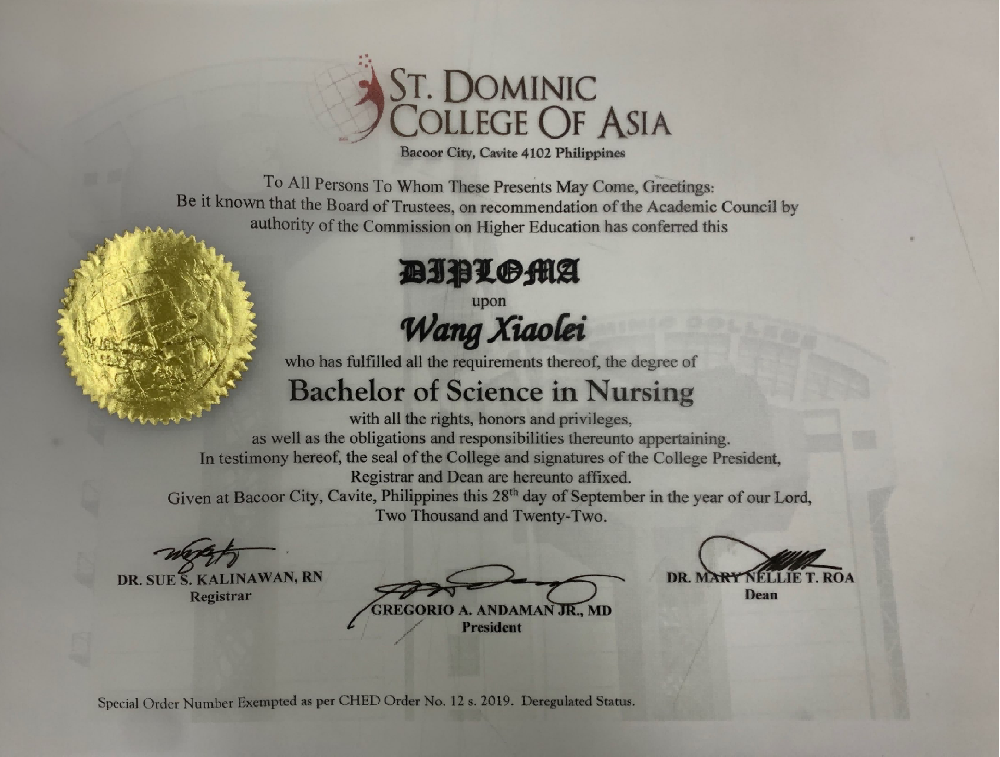 ST. DOMINIC
COLLEGE OF ASIA
Bacoor City, Cavite 4102 Philippines
To All Persons To Whom These Presents May Come, Greetings:
Be it known that the Board of Trustees, on recommendation of the Academic Council by
authority of the Commission on Higher Education has conferred this
DIPLOMA
upon
Wang Xiaolei
who has fulfilled all the requirements thereof, the degree of
Bachelor of Science in Nursing
with all the rights, honors and privileges,
as well as the obligations and responsibilities thereunto appertaining.
In testimony hereof, the seal of the College and signatures of the College President,
Registrar and Dean are hereunto affixed.
Given at Bacoor City, Cavite, Philippines this 28th day of September in the year of our Lord,
Two Thousand and Twenty-Two.
DR. SUE S. KALINAWAN, RN
Registrar
GREGORIO A. ANDAMAN JR., MD
President
DR. MARY NELLIE T. ROA
Dean
Special Order Number Exempted as per CHED Order No. 12 s. 2019. Deregulated Status.